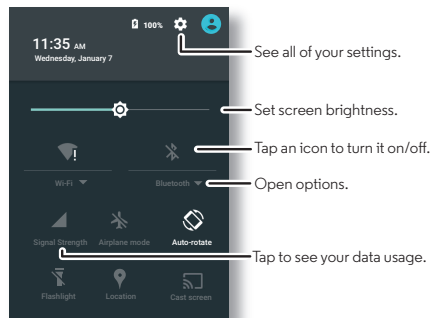 100%
11:35 AM
Wednesday, January 7
See all of your settings.
Set screen brightness.
Tap an icon to turn it on/off.
Wi-Fi Bluetooth
Open options.
Signal Strength Airplane mode Auto-rotate
Tap to see your data usage.
Flashlight Location Cast screen